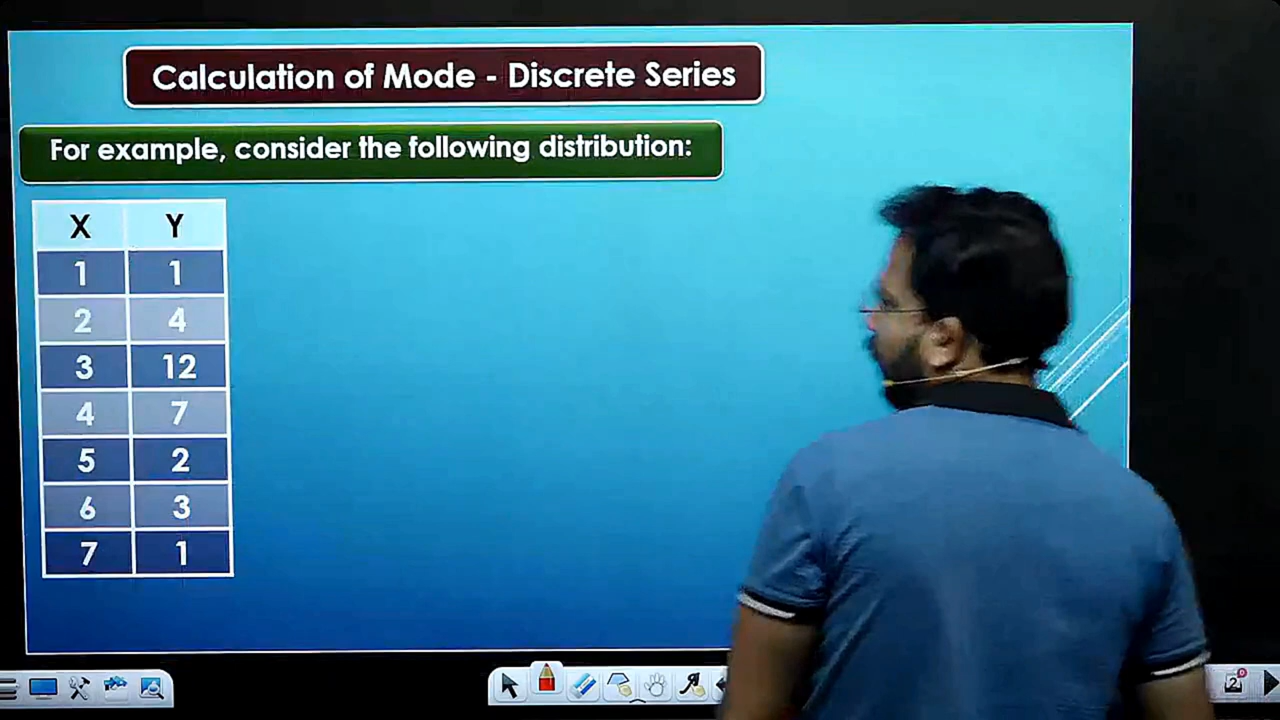 Calculation of Mode - Discrete Series
For example, consider the following distribution:
X Y
1 1
2 4
3 12
4 7
5 2
6 3
7 1
2